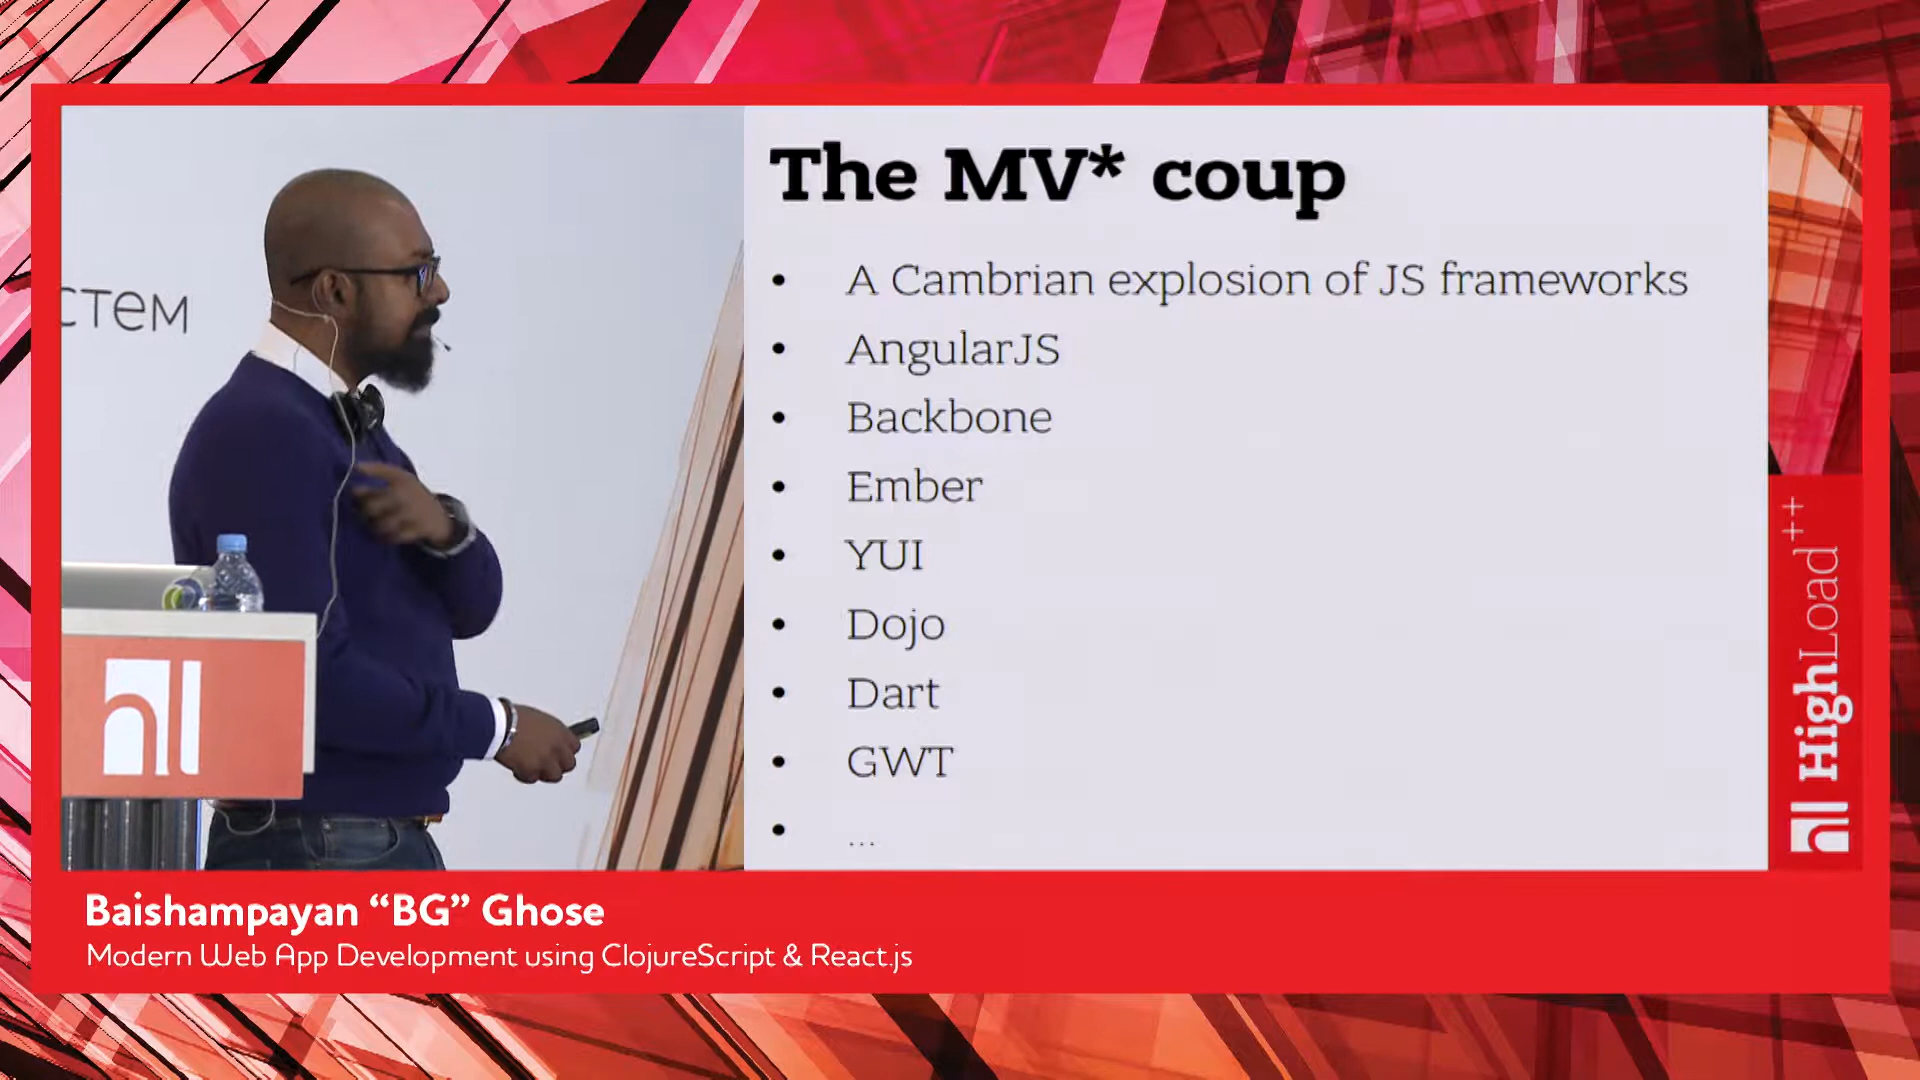 The MV* coup
• A Cambrian explosion of JS frameworks
• AngularJS
• Backbone
• Ember
• YUI
• Dojo
• Dart
• GWT
• ...
стем
HighLoad++
Baishampayan “BG” Ghose
Modern Web App Development using ClojureScript & React.js